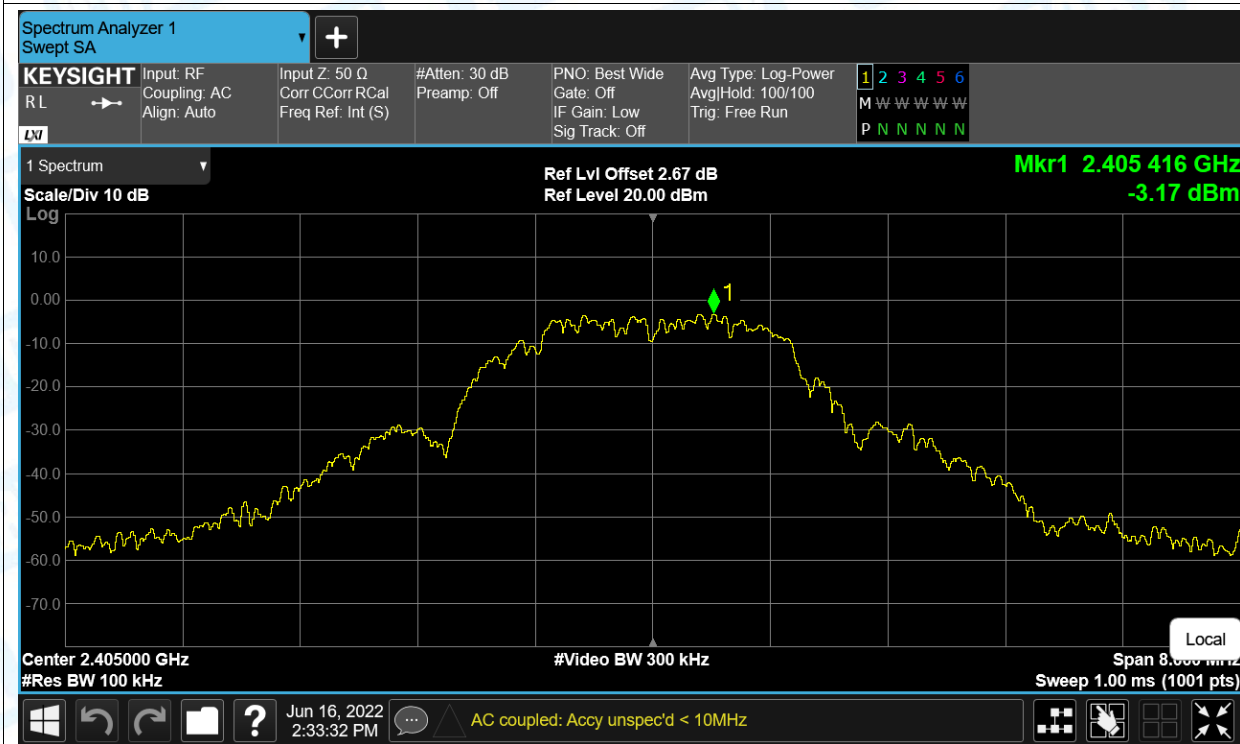 Spectrum Analyzer 1
Swept SA
KEYSIGHT
R L
LXI
Input: RF
Coupling: AC
Align: Auto
Input Z: 50 Ω
Corr CCorr RCal
Freq Ref: Int (S)
#Atten: 30 dB
Preamp: Off
PNO: Best Wide
Gate: Off
IF Gain: Low
Sig Track: Off
Avg Type: Log-Power
Avg|Hold: 100/100
Trig: Free Run
1 2 3 4 5 6
M W W W W W
P N N N N N
1 Spectrum
Scale/Div 10 dB
Ref Lvl Offset 2.67 dB
Ref Level 20.00 dBm
Mkr1 2.405 416 GHz
-3.17 dBm
Log
10.0
0.00
-10.0
-20.0
-30.0
-40.0
-50.0
-60.0
-70.0
1
Local
Center 2.405000 GHz
#Res BW 100 kHz
#Video BW 300 kHz
Span 8.000 MHz
Sweep 1.00 ms (1001 pts)
?
Jun 16, 2022
2:33:32 PM
AC coupled: Accy unspec'd < 10MHz